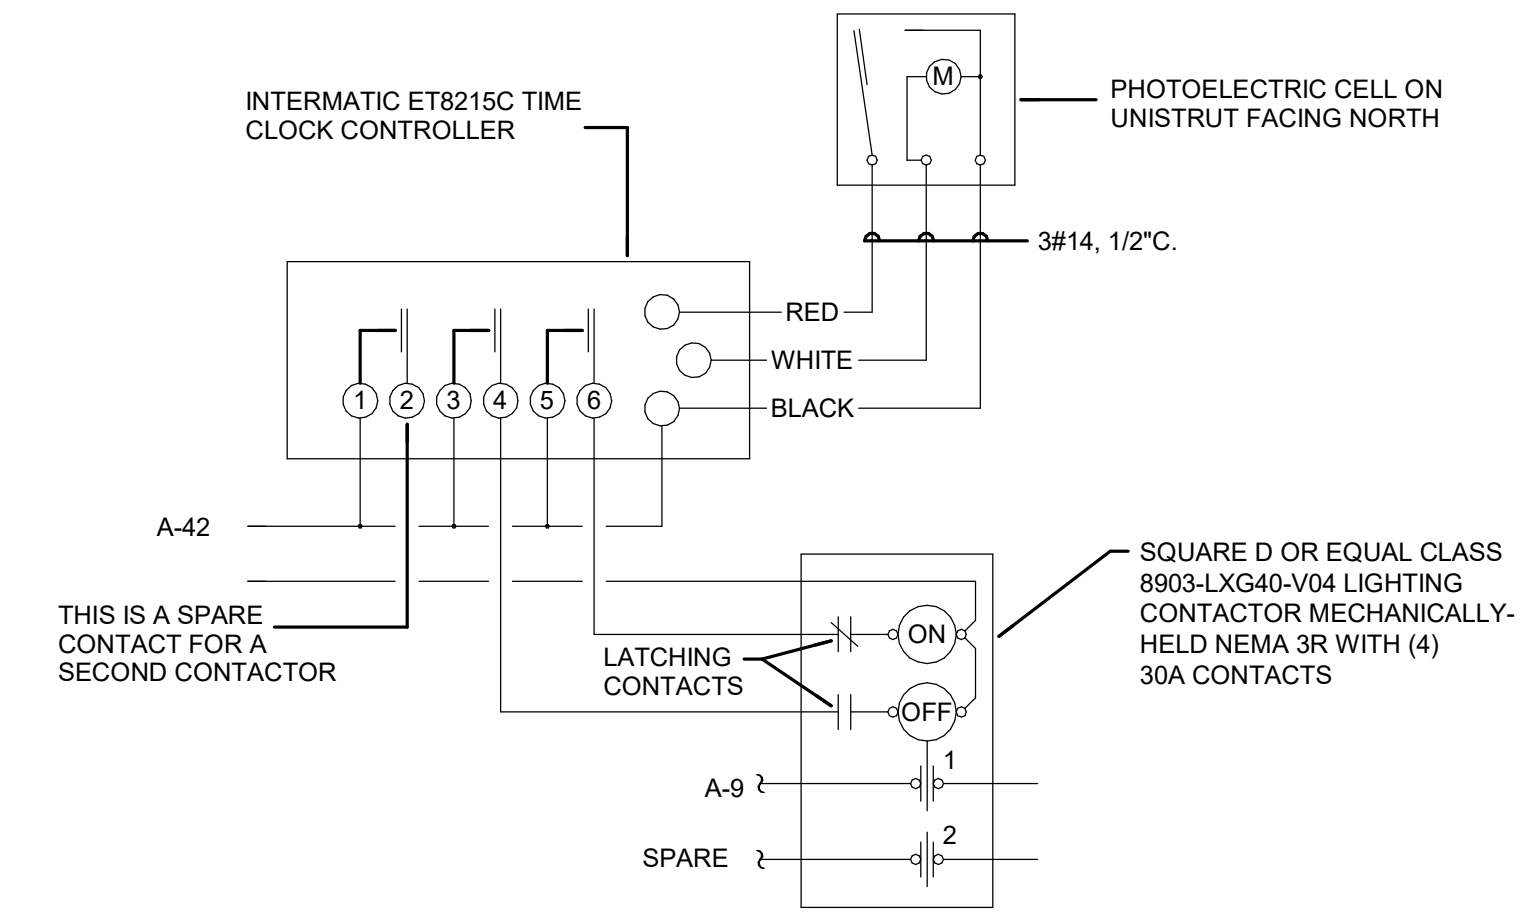 INTERMATIC ET8215C TIME
CLOCK CONTROLLER
M
PHOTOELECTRIC CELL ON
UNISTRUT FACING NORTH
3#14, 1/2"C.
RED
WHITE
BLACK
1 2 3 4 5 6
A-42
THIS IS A SPARE
CONTACT FOR A
SECOND CONTACTOR
SQUARE D OR EQUAL CLASS
8903-LXG40-V04 LIGHTING
CONTACTOR MECHANICALLY-
HELD NEMA 3R WITH (4)
30A CONTACTS
ON
LATCHING
CONTACTS
OFF
1
A-9
2
SPARE